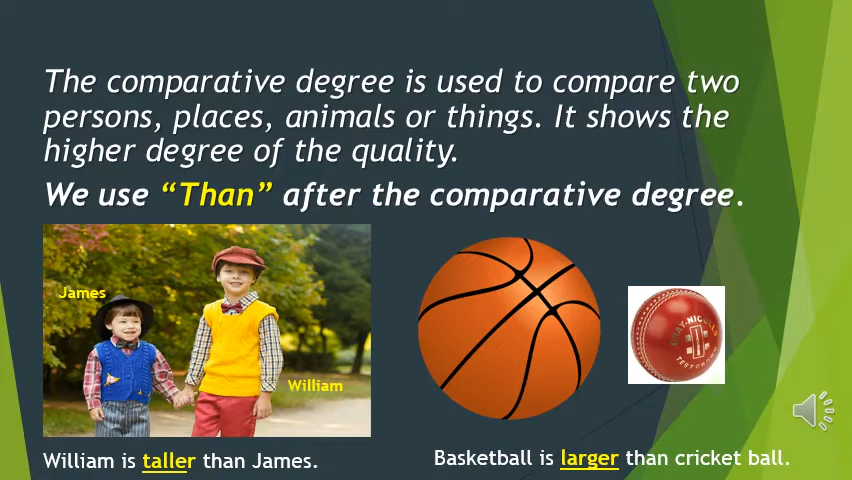 The comparative degree is used to compare two
persons, places, animals or things. It shows the
higher degree of the quality.
We use “Than” after the comparative degree.
James
William
GRAY-NICOLLS
William is taller than James.
Basketball is larger than cricket ball.